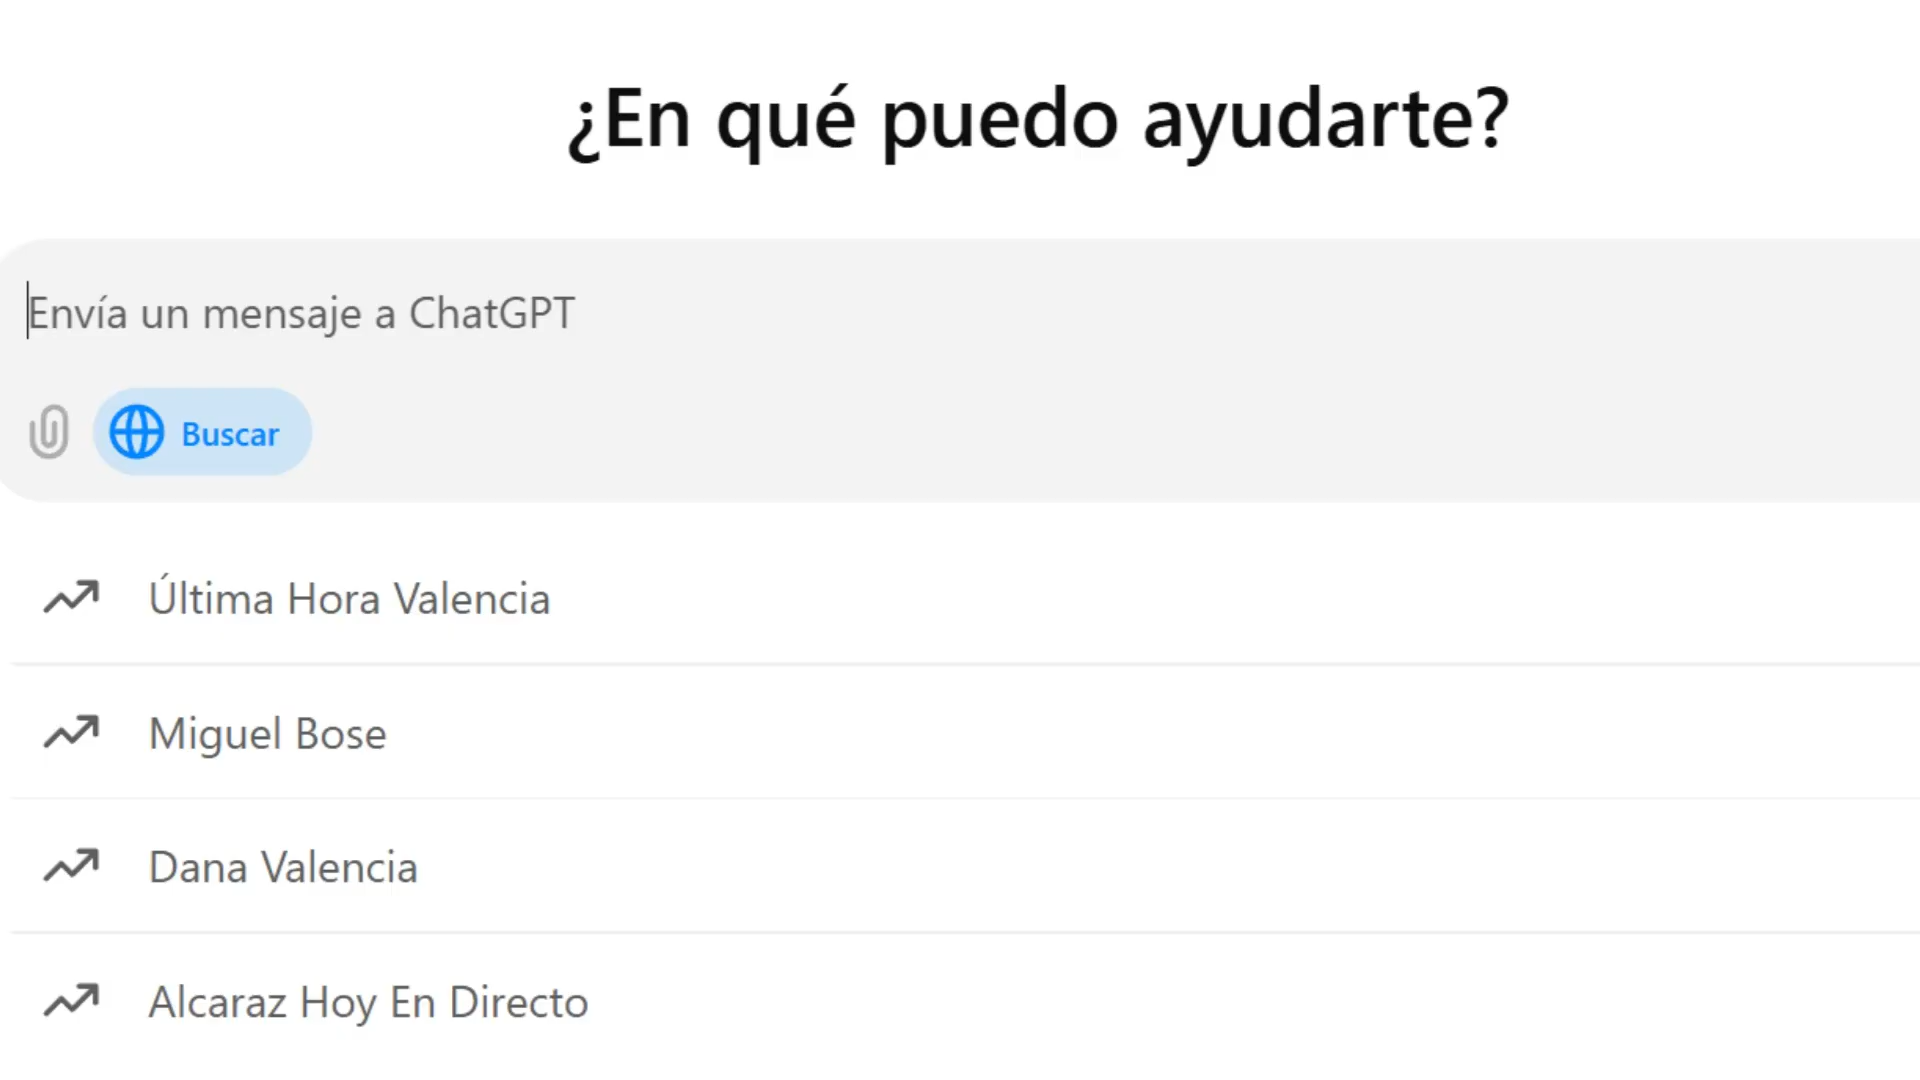 ¿En qué puedo ayudarte?
Envía un mensaje a ChatGPT
Buscar
Última Hora Valencia
Miguel Bose
Dana Valencia
Alcaraz Hoy En Directo